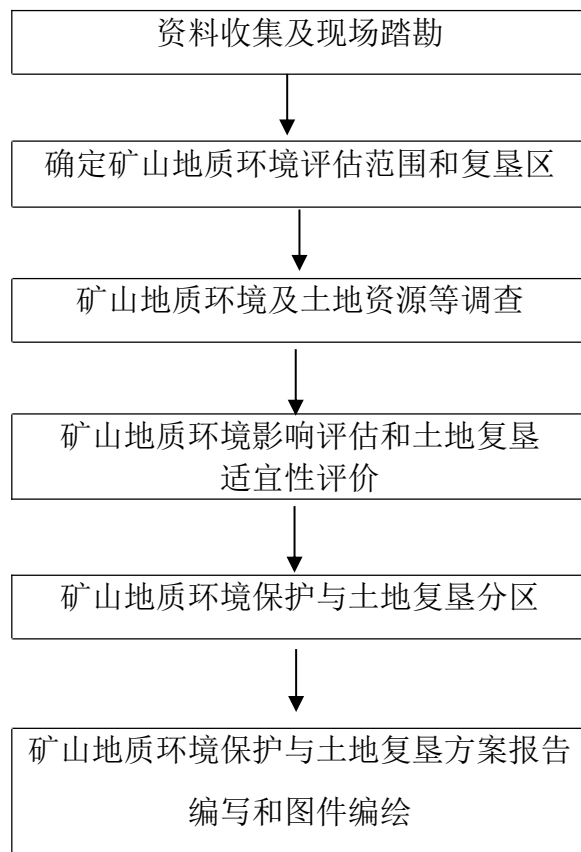 资料收集及现场踏勘
确定矿山地质环境评估范围和复垦区
矿山地质环境及土地资源等调查
矿山地质环境影响评估和土地复垦
适宜性评价
矿山地质环境保护与土地复垦分区
矿山地质环境保护与土地复垦方案报告
编写和图件编绘